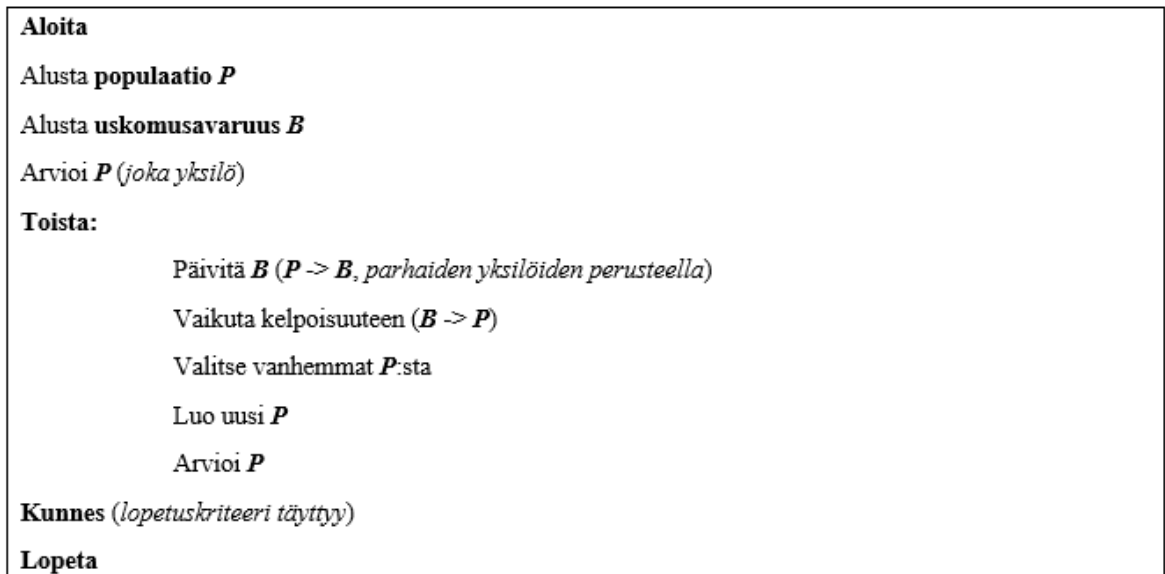 Aloita
Alusta populaatio P
Alusta uskomusavaruus B
Arvioi P (joka yksilö)
Toista:
Päivitä B (P -> B, parhaiden yksilöiden perusteella)
Vaikuta kelpoisuuteen (B -> P)
Valitse vanhemmat P:sta
Luo uusi P
Arvioi P
Kunnes (lopetuskriteeri täyttyy)
Lopeta